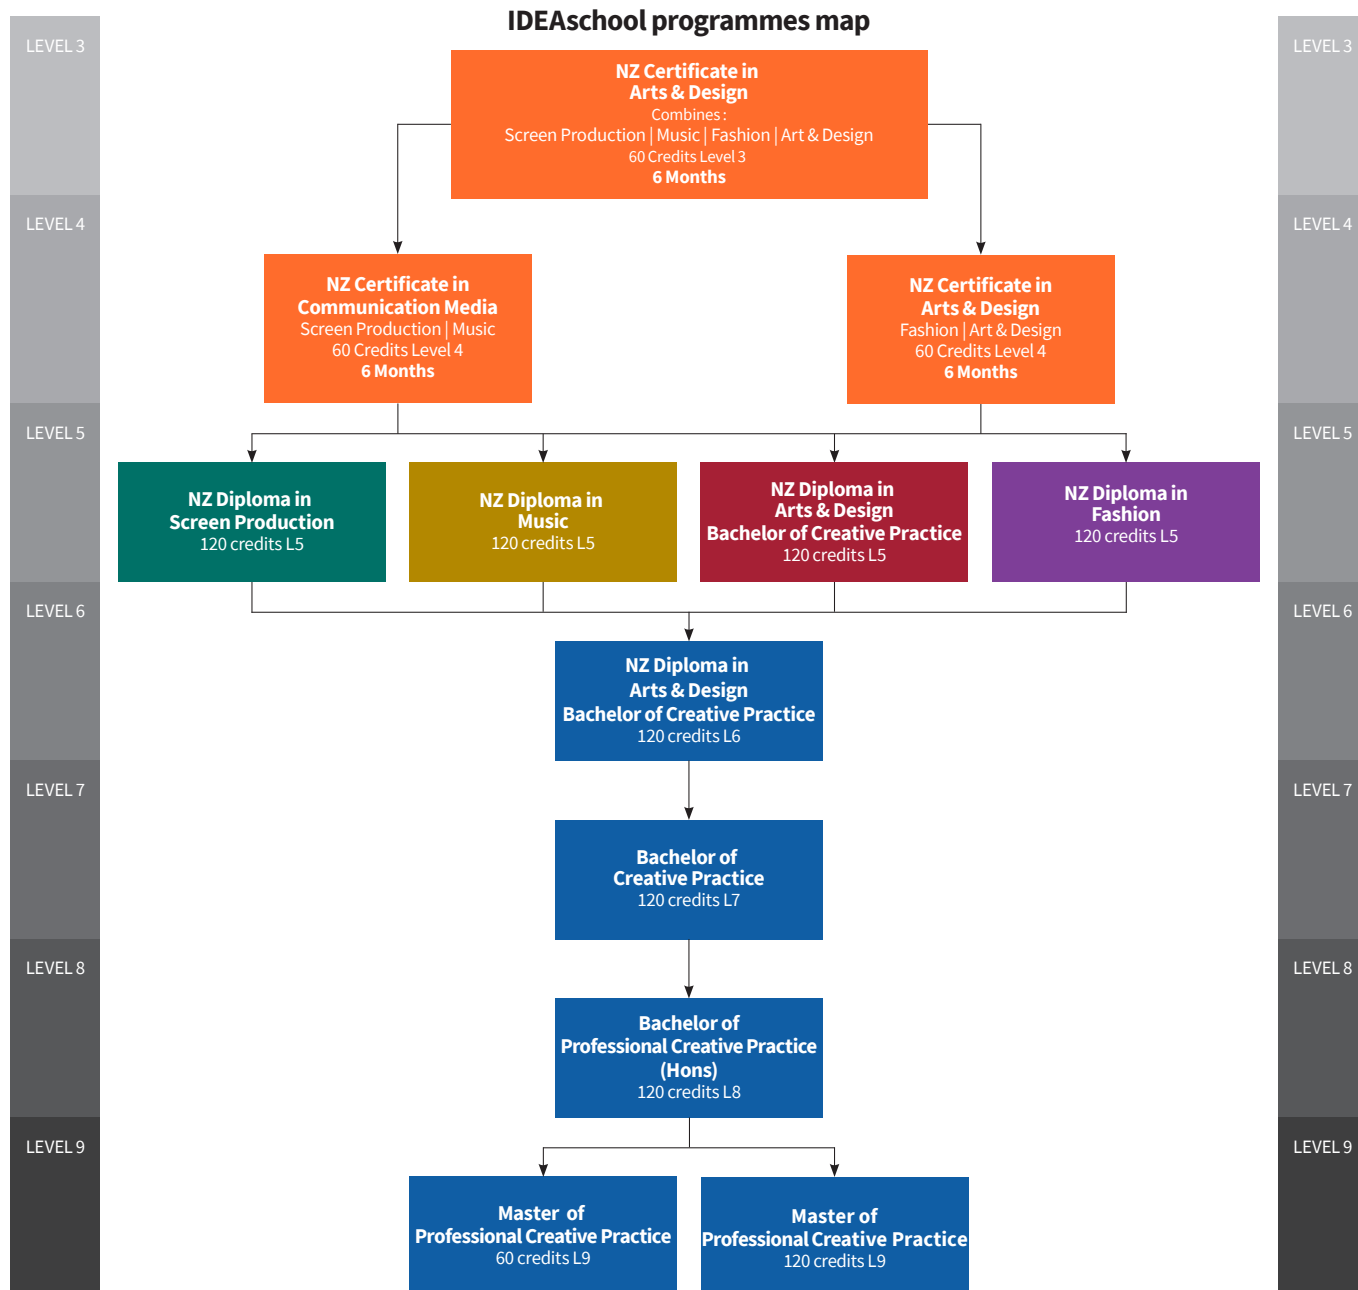 IDEAschool programmes map
LEVEL 3
LEVEL 3
NZ Certificate in
Arts & Design
Combines :
Screen Production | Music | Fashion | Art & Design
60 Credits Level 3
6 Months
LEVEL 4
LEVEL 4
NZ Certificate in
Communication Media
Screen Production | Music
60 Credits Level 4
6 Months
NZ Certificate in
Arts & Design
Fashion | Art & Design
60 Credits Level 4
6 Months
LEVEL 5
LEVEL 5
NZ Diploma in
Screen Production
120 credits L5
NZ Diploma in
Music
120 credits L5
NZ Diploma in
Arts & Design
Bachelor of Creative Practice
120 credits L5
NZ Diploma in
Fashion
120 credits L5
LEVEL 6
LEVEL 6
NZ Diploma in
Arts & Design
Bachelor of Creative Practice
120 credits L6
LEVEL 7
LEVEL 7
Bachelor of
Creative Practice
120 credits L7
LEVEL 8
LEVEL 8
Bachelor of
Professional Creative Practice
(Hons)
120 credits L8
LEVEL 9
LEVEL 9
Master of
Professional Creative Practice
60 credits L9
Master of
Professional Creative Practice
120 credits L9